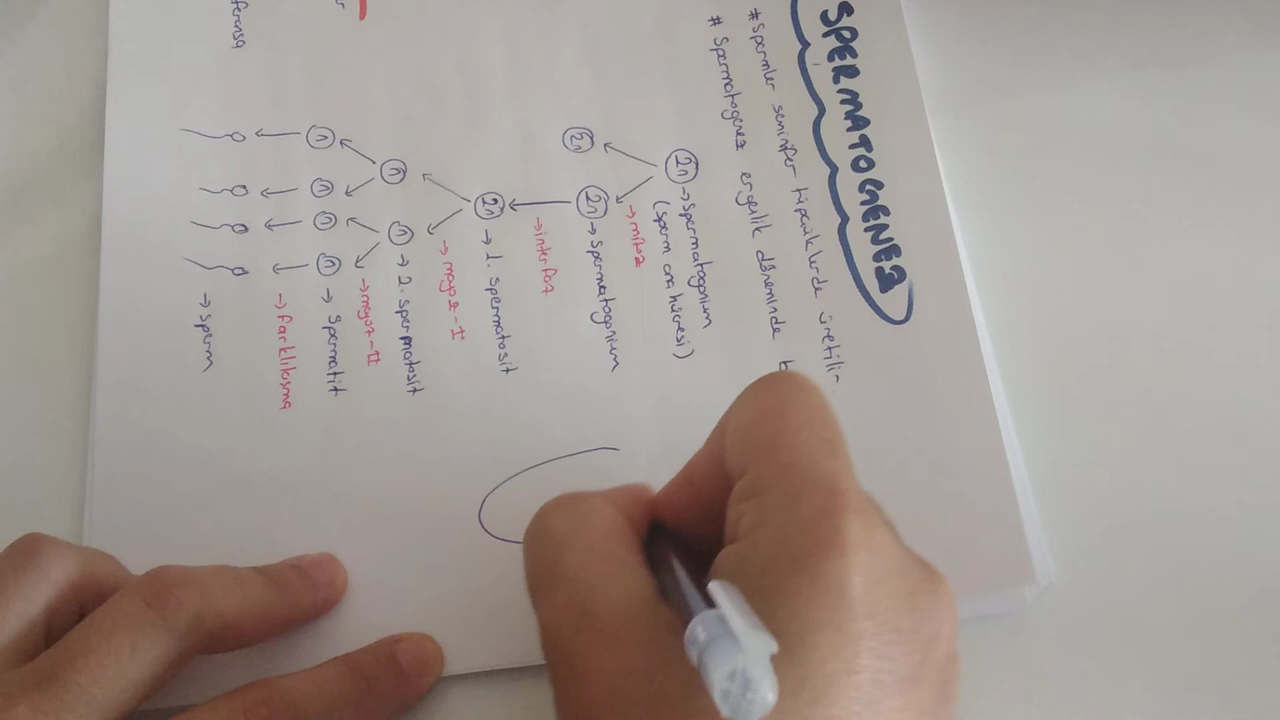 SPERMATOGENEZ
#Spermler seminifer tüpçüklerde üretilir.
# Spermatogenez ergenlik döneminde
2n → spermatogonium
(sperm ana hücresi)
→ mitoz
2n
2n → spermatogonium
→ interfaz
2n → 1. spermatosit
→ mayoz-I
n
n → 2. spermatosit
→ mayoz-II
n n n n → spermatit
→ farklılaşma
→ sperm